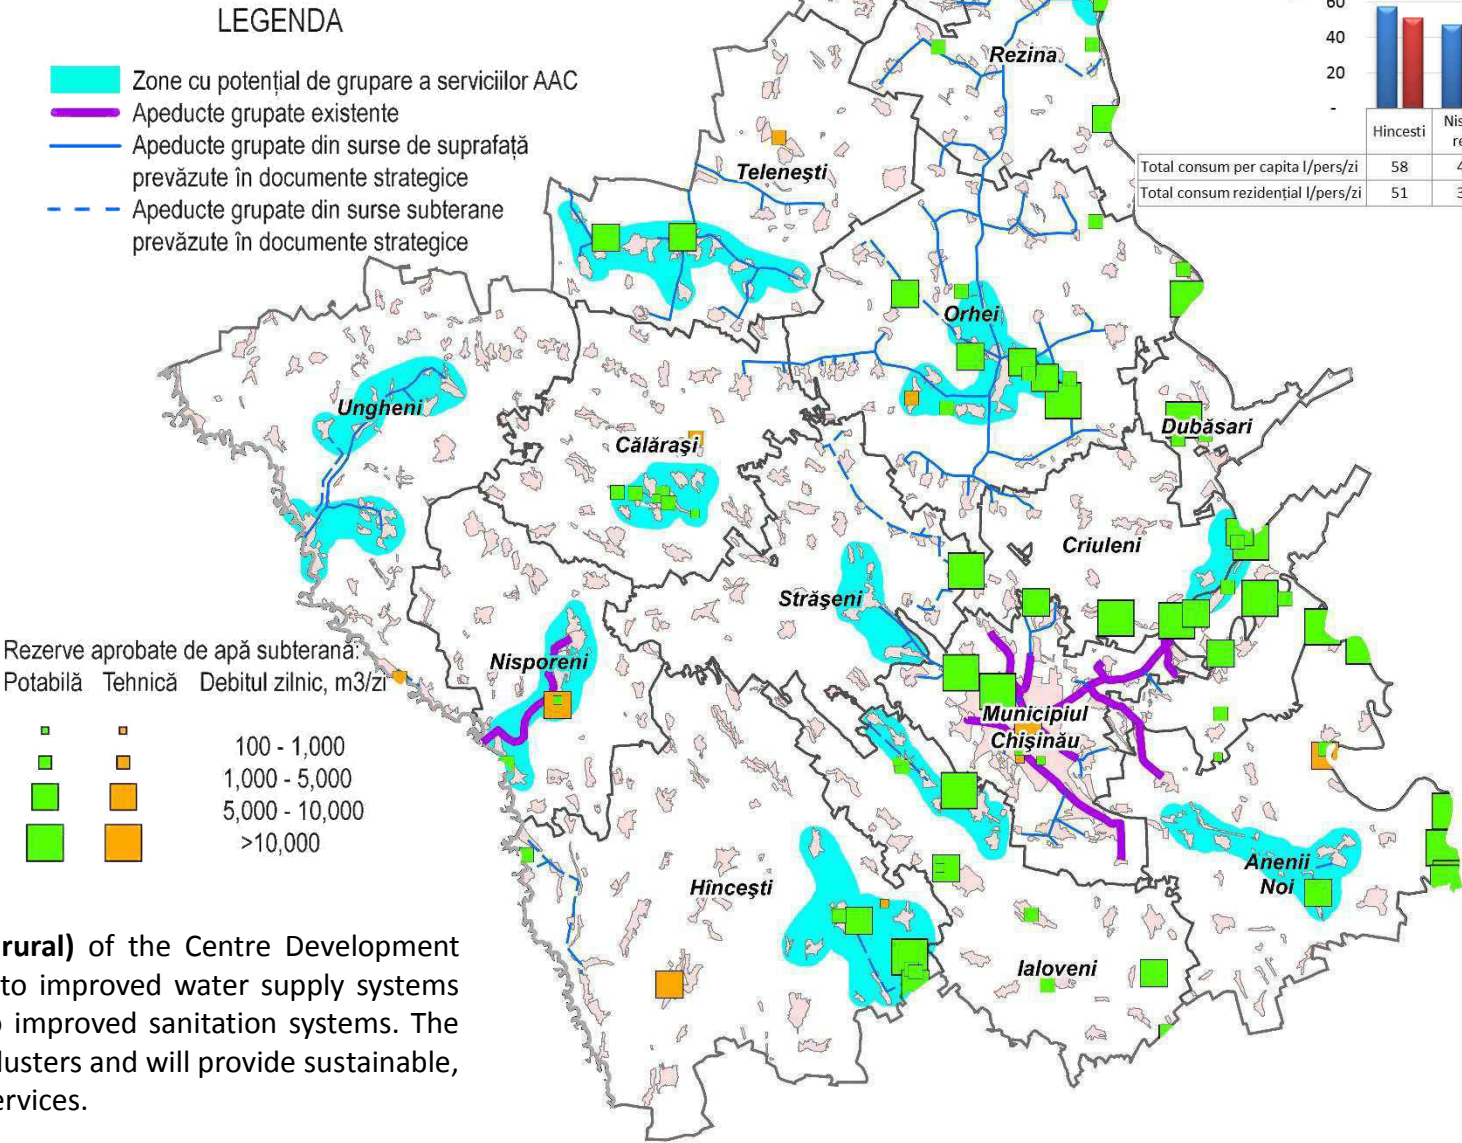 LEGENDA
Zone cu potențial de grupare a serviciilor AAC
Apeducte grupate existente
Apeducte grupate din surse de suprafață
prevăzute în documente strategice
Apeducte grupate din surse subterane
prevăzute în documente strategice
60
40
20
-
Hincesti
Total consum per capita l/pers/zi 58
Total consum rezidențial l/pers/zi 51
Rezina
Teleneşti
Orhei
Ungheni
Călăraşi
Dubăsari
Criuleni
Străşeni
Nisporeni
Municipiul
Chişinău
Anenii
Noi
Hînceşti
Ialoveni
Rezerve aprobate de apă subterană:
Potabilă Tehnică Debitul zilnic, m3/zi
100 - 1,000
1,000 - 5,000
5,000 - 10,000
>10,000
rural) of the Centre Development
to improved water supply systems
improved sanitation systems. The
lusters and will provide sustainable,
ervices.